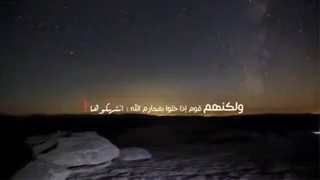 ولكنهم قوم إذا خلوا بمحارم الله : انتهكوها